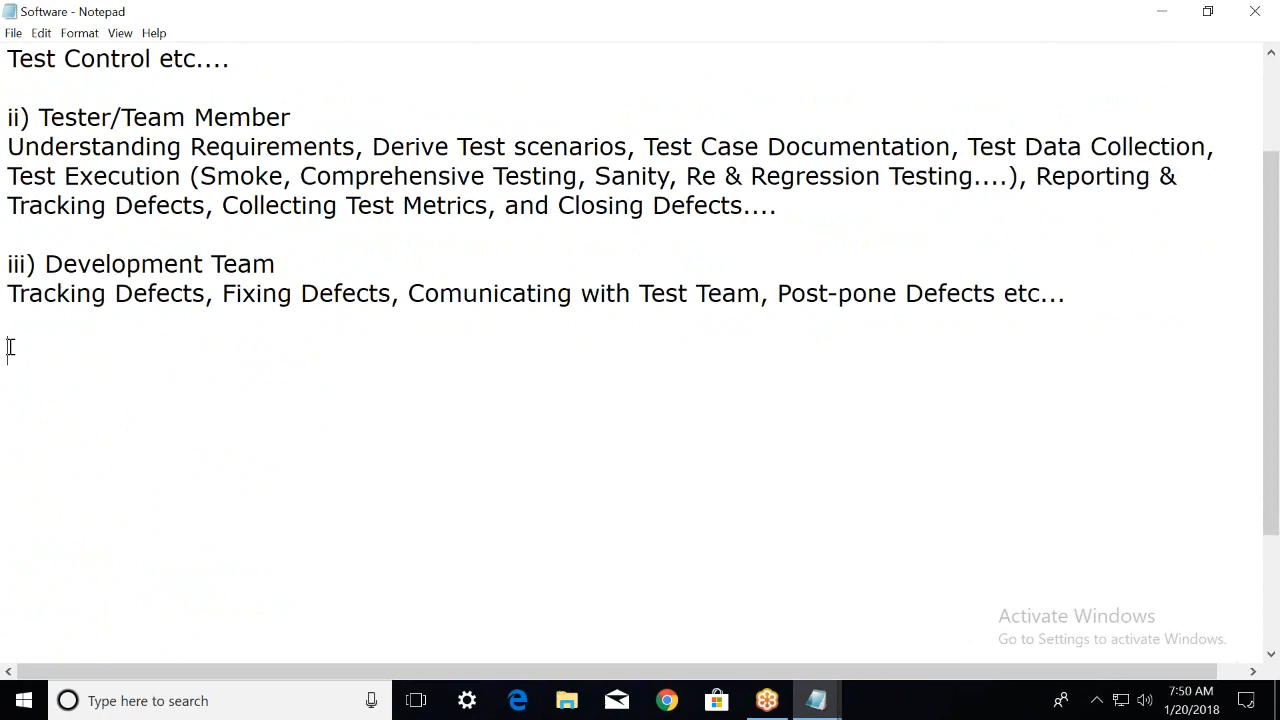 Software - Notepad
File Edit Format View Help
Test Control etc....
ii) Tester/Team Member
Understanding Requirements, Derive Test scenarios, Test Case Documentation, Test Data Collection,
Test Execution (Smoke, Comprehensive Testing, Sanity, Re & Regression Testing....), Reporting &
Tracking Defects, Collecting Test Metrics, and Closing Defects....
iii) Development Team
Tracking Defects, Fixing Defects, Comunicating with Test Team, Post-pone Defects etc...
Activate Windows
Go to Settings to activate Windows.
Type here to search
7:50 AM
1/20/2018